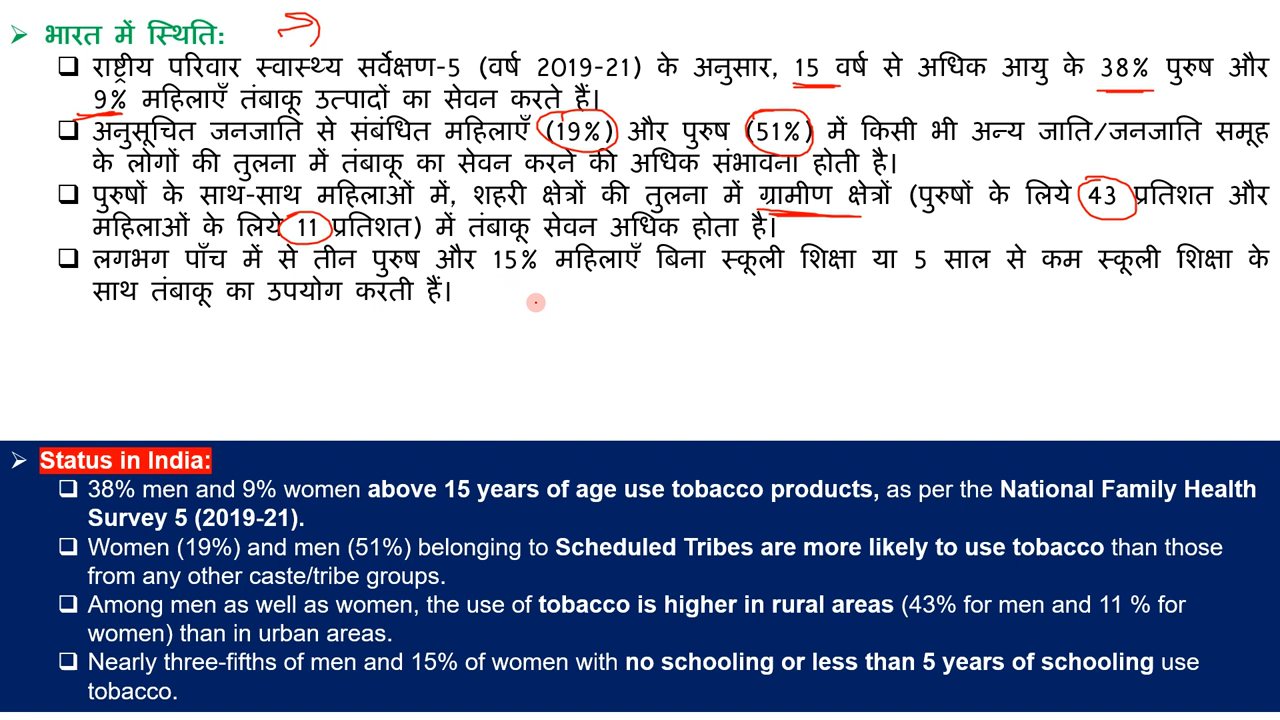 ➢ भारत में स्थिति:
❑ राष्ट्रीय परिवार स्वास्थ्य सर्वेक्षण-5 (वर्ष 2019-21) के अनुसार, 15 वर्ष से अधिक आयु के 38% पुरुष और
9% महिलाएँ तंबाकू उत्पादों का सेवन करते हैं।
❑ अनुसूचित जनजाति से संबंधित महिलाएँ (19%) और पुरुष (51%) में किसी भी अन्य जाति/जनजाति समूह
के लोगों की तुलना में तंबाकू का सेवन करने की अधिक संभावना होती है।
❑ पुरुषों के साथ-साथ महिलाओं में, शहरी क्षेत्रों की तुलना में ग्रामीण क्षेत्रों (पुरुषों के लिये 43 प्रतिशत और
महिलाओं के लिये 11 प्रतिशत) में तंबाकू सेवन अधिक होता है।
❑ लगभग पाँच में से तीन पुरुष और 15% महिलाएँ बिना स्कूली शिक्षा या 5 साल से कम स्कूली शिक्षा के
साथ तंबाकू का उपयोग करती हैं।
➢ Status in India:
❑ 38% men and 9% women above 15 years of age use tobacco products, as per the National Family Health
Survey 5 (2019-21).
❑ Women (19%) and men (51%) belonging to Scheduled Tribes are more likely to use tobacco than those
from any other caste/tribe groups.
❑ Among men as well as women, the use of tobacco is higher in rural areas (43% for men and 11 % for
women) than in urban areas.
❑ Nearly three-fifths of men and 15% of women with no schooling or less than 5 years of schooling use
tobacco.